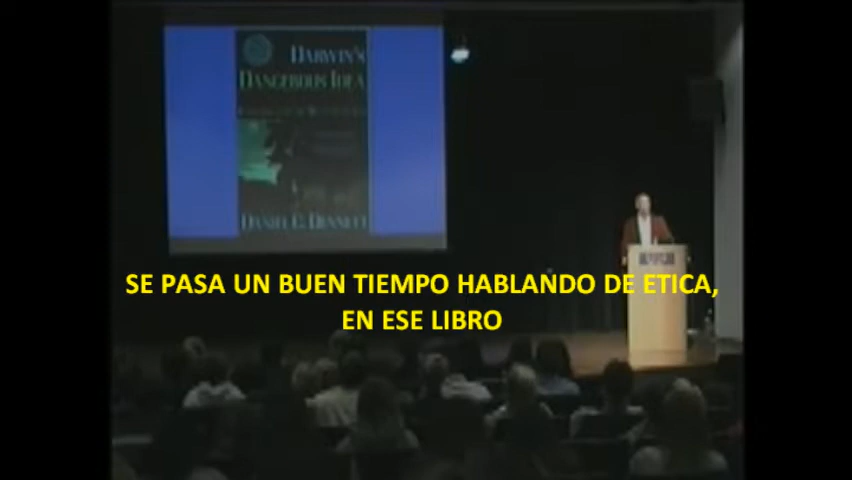 DARWIN'S
DANGEROUS IDEA
DANIEL C. DENNETT
SE PASA UN BUEN TIEMPO HABLANDO DE ETICA,
EN ESE LIBRO